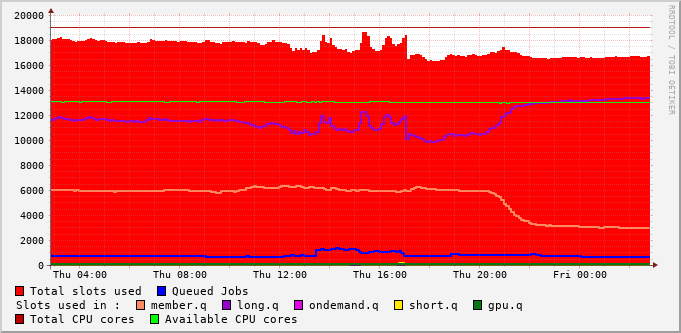 20000
18000
16000
14000
12000
10000
8000
6000
4000
2000
0
Thu 04:00 Thu 08:00 Thu 12:00 Thu 16:00 Thu 20:00 Fri 00:00
Total slots used Queued Jobs
Slots used in : member.q long.q ondemand.q short.q gpu.q
Total CPU cores Available CPU cores
RRDTOOL / TOBI OETIKER